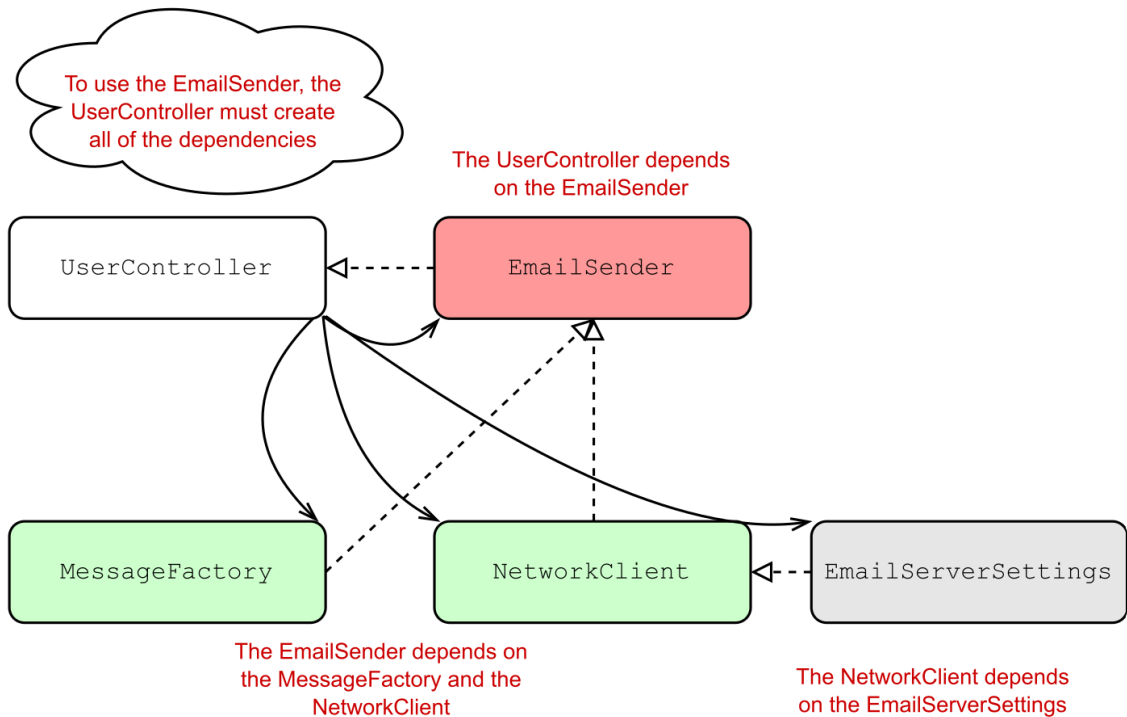 To use the EmailSender, the
UserController must create
all of the dependencies
The UserController depends
on the EmailSender
UserController
EmailSender
MessageFactory
NetworkClient
EmailServerSettings
The EmailSender depends on
the MessageFactory and the
NetworkClient
The NetworkClient depends
on the EmailServerSettings